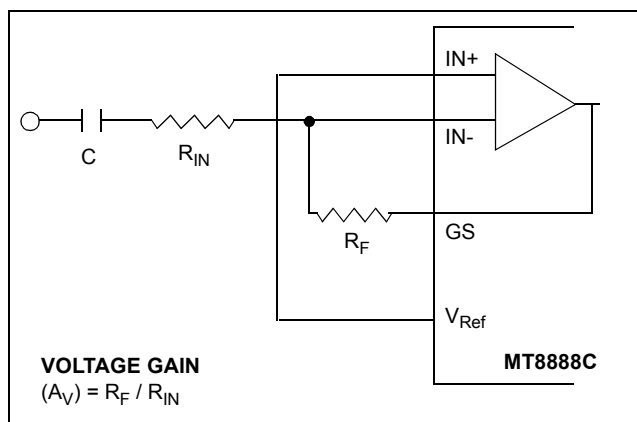 IN+
IN-
C
R_IN
R_F
GS
V_Ref
VOLTAGE GAIN
(A_V) = R_F / R_IN
MT8888C